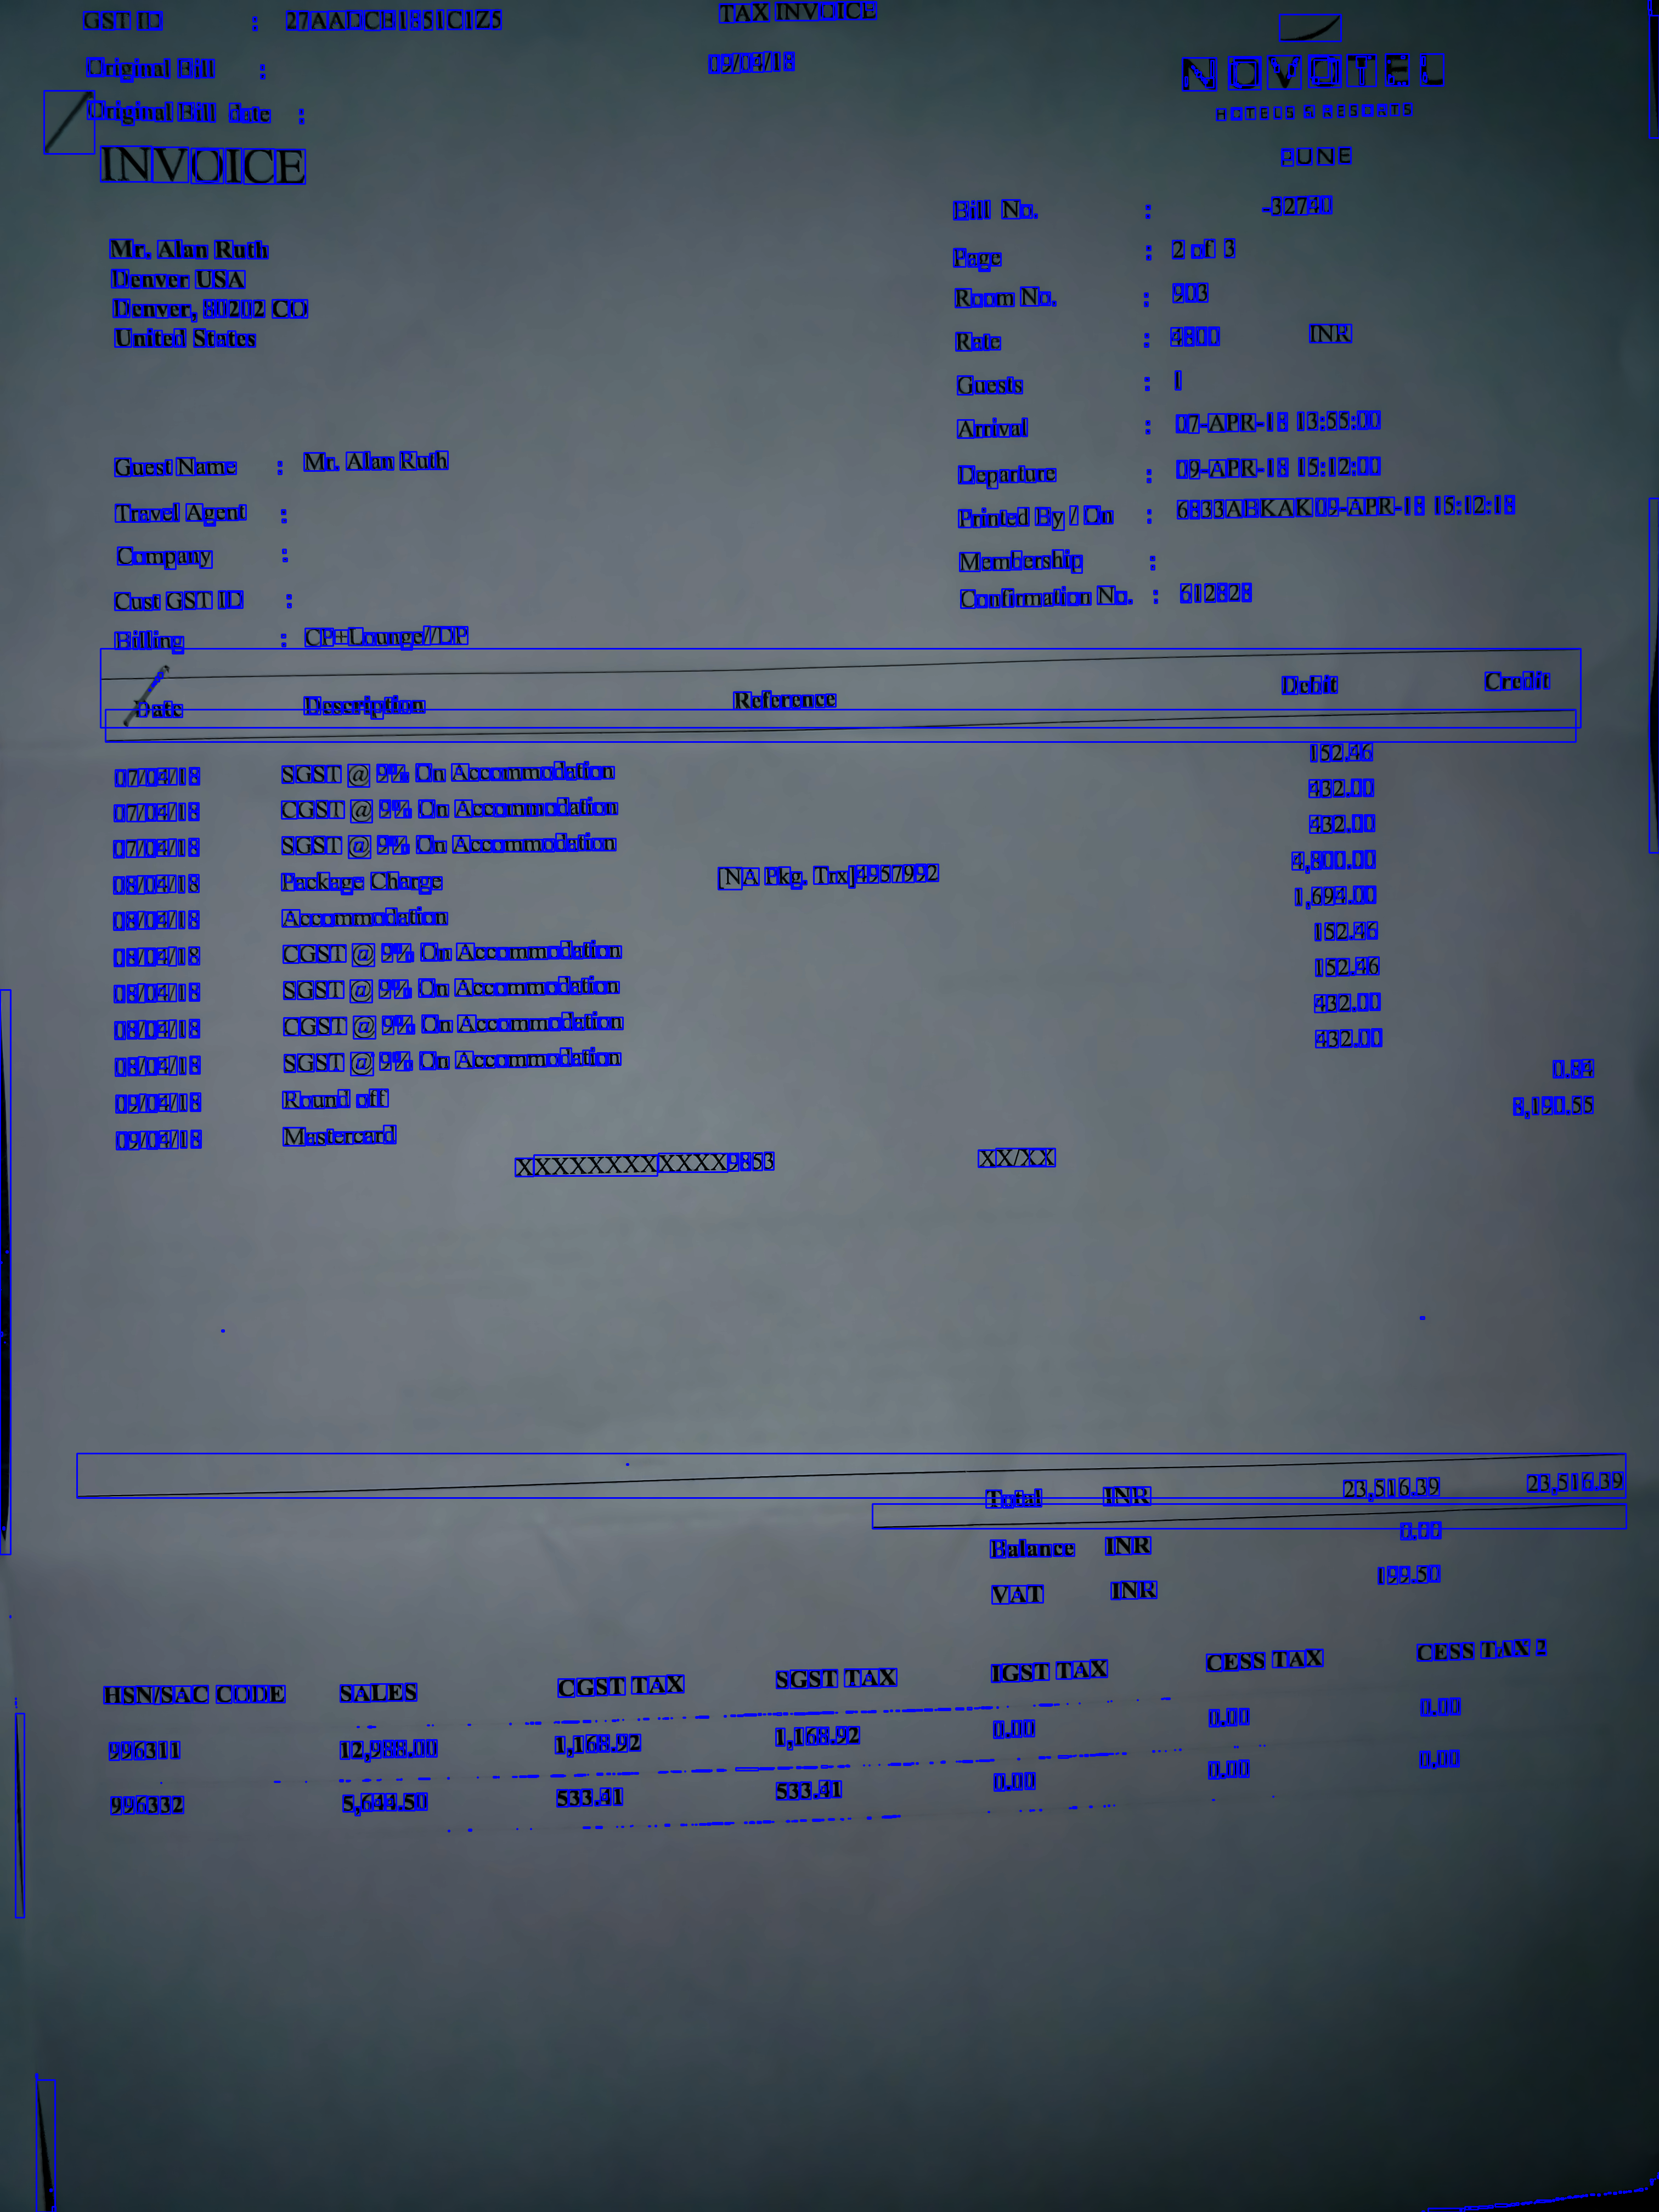 GST ID : 27AADCB1851C1Z5
TAX INVOICE
Original Bill :
09/04/18
NOVOTEL
HOTELS & RESORTS
Original Bill date :
INVOICE
PUNE
Bill No. : -32740
Mr. Alan Ruth
Page : 2 of 3
Denver USA
Denver, 80202 CO
Room No. : 903
United States
Rate : 4800 INR
Guests : 1
Arrival : 07-APR-18 13:55:00
Guest Name : Mr. Alan Ruth
Departure : 09-APR-18 15:12:00
Travel Agent :
Printed By / On : 6833ABKAK09-APR-18 15:12:18
Company :
Membership :
Cust GST ID :
Confirmation No. : 612828
Billing : CP+Lounge//DP
Date Description Reference Debit Credit
07/04/18 SGST @ 9% On Accommodation 152.46
07/04/18 CGST @ 9% On Accommodation 432.00
07/04/18 SGST @ 9% On Accommodation 432.00
08/04/18 Package Charge [NA Pkg. Trx]4957992 4,800.00
08/04/18 Accommodation 1,694.00
08/04/18 CGST @ 9% On Accommodation 152.46
08/04/18 SGST @ 9% On Accommodation 152.46
08/04/18 CGST @ 9% On Accommodation 432.00
08/04/18 SGST @ 9% On Accommodation 432.00
09/04/18 Round off 0.84
09/04/18 Mastercard 8,190.55
XXXXXXXXXXXX9853 XX/XX
Total INR 23,516.39 23,516.39
Balance INR 0.00
VAT INR 199.50
HSN/SAC CODE SALES CGST TAX SGST TAX IGST TAX CESS TAX CESS TAX 2
996311 12,988.00 1,168.92 1,168.92 0.00 0.00 0.00
996332 5,644.50 533.41 533.41 0.00 0.00 0.00